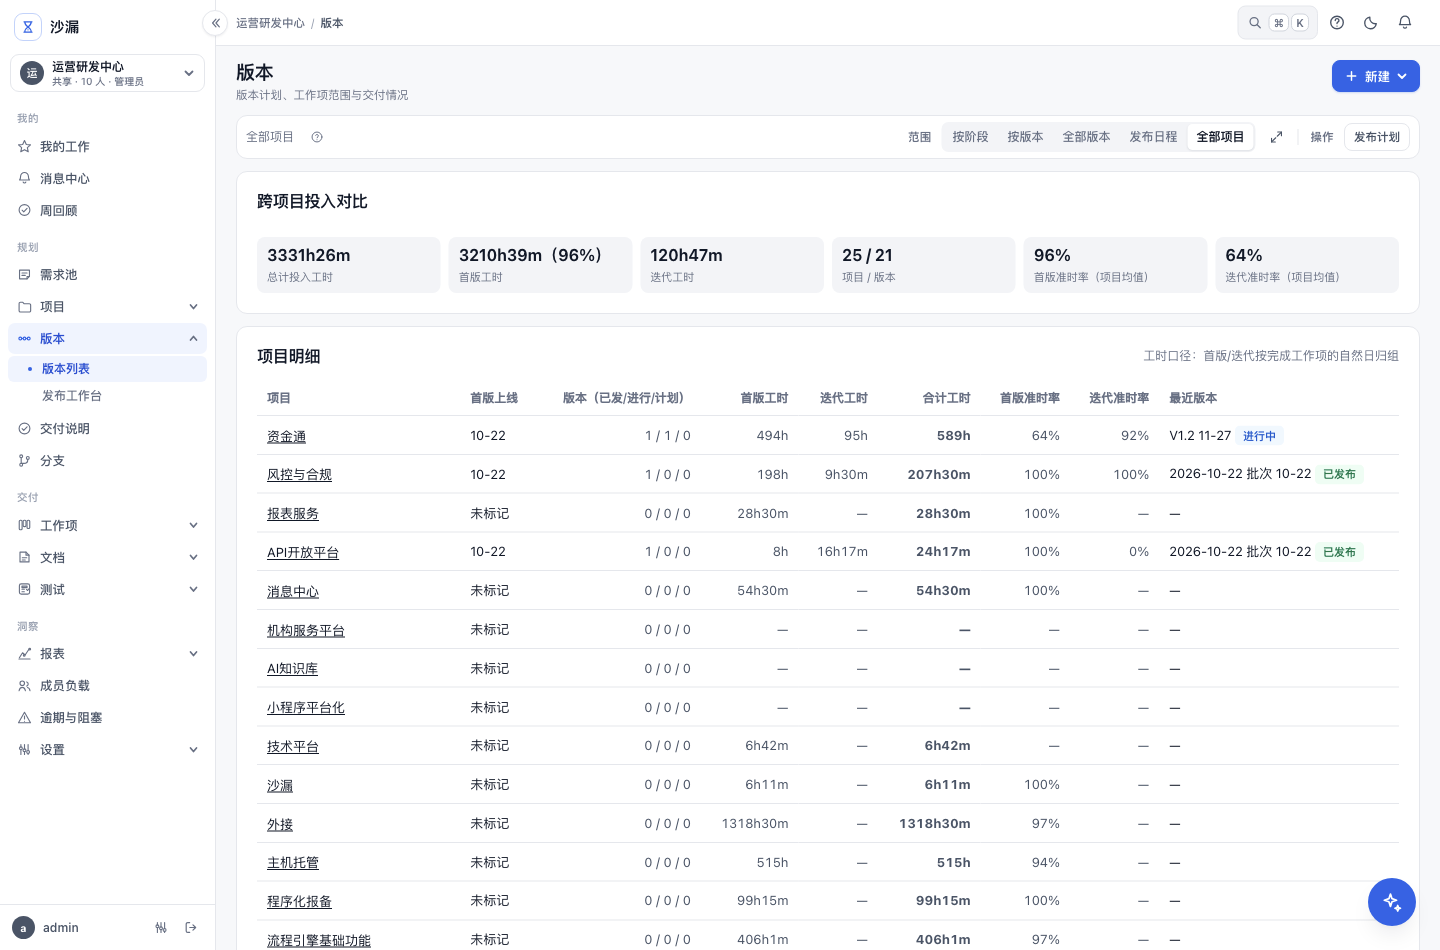 沙漏
运
运营研发中心
共享 · 10 人 · 管理员
我的
我的工作
消息中心
周回顾
规划
需求池
项目
版本
版本列表
发布工作台
交付说明
分支
交付
工作项
文档
测试
洞察
报表
成员负载
逾期与阻塞
设置
a admin
运营研发中心 / 版本
⌘ K
版本
版本计划、工作项范围与交付情况
新建
全部项目
范围 按阶段 按版本 全部版本 发布日程 全部项目 操作 发布计划
跨项目投入对比
3331h26m
总计投入工时
3210h39m（96%）
首版工时
120h47m
迭代工时
25 / 21
项目 / 版本
96%
首版准时率（项目均值）
64%
迭代准时率（项目均值）
项目明细
工时口径：首版/迭代按完成工作项的自然日归组
项目 首版上线 版本（已发/进行/计划） 首版工时 迭代工时 合计工时 首版准时率 迭代准时率 最近版本
资金通 10-22 1 / 1 / 0 494h 95h 589h 64% 92% V1.2 11-27 进行中
风控与合规 10-22 1 / 0 / 0 198h 9h30m 207h30m 100% 100% 2026-10-22 批次 10-22 已发布
报表服务 未标记 0 / 0 / 0 28h30m — 28h30m 100% — —
API开放平台 10-22 1 / 0 / 0 8h 16h17m 24h17m 100% 0% 2026-10-22 批次 10-22 已发布
消息中心 未标记 0 / 0 / 0 54h30m — 54h30m 100% — —
机构服务平台 未标记 0 / 0 / 0 — — — — — —
AI知识库 未标记 0 / 0 / 0 — — — — — —
小程序平台化 未标记 0 / 0 / 0 — — — — — —
技术平台 未标记 0 / 0 / 0 6h42m — 6h42m — — —
沙漏 未标记 0 / 0 / 0 6h11m — 6h11m 100% — —
外接 未标记 0 / 0 / 0 1318h30m — 1318h30m 97% — —
主机托管 未标记 0 / 0 / 0 515h — 515h 94% — —
程序化报备 未标记 0 / 0 / 0 99h15m — 99h15m 100% — —
流程引擎基础功能 未标记 0 / 0 / 0 406h1m — 406h1m 97% — —